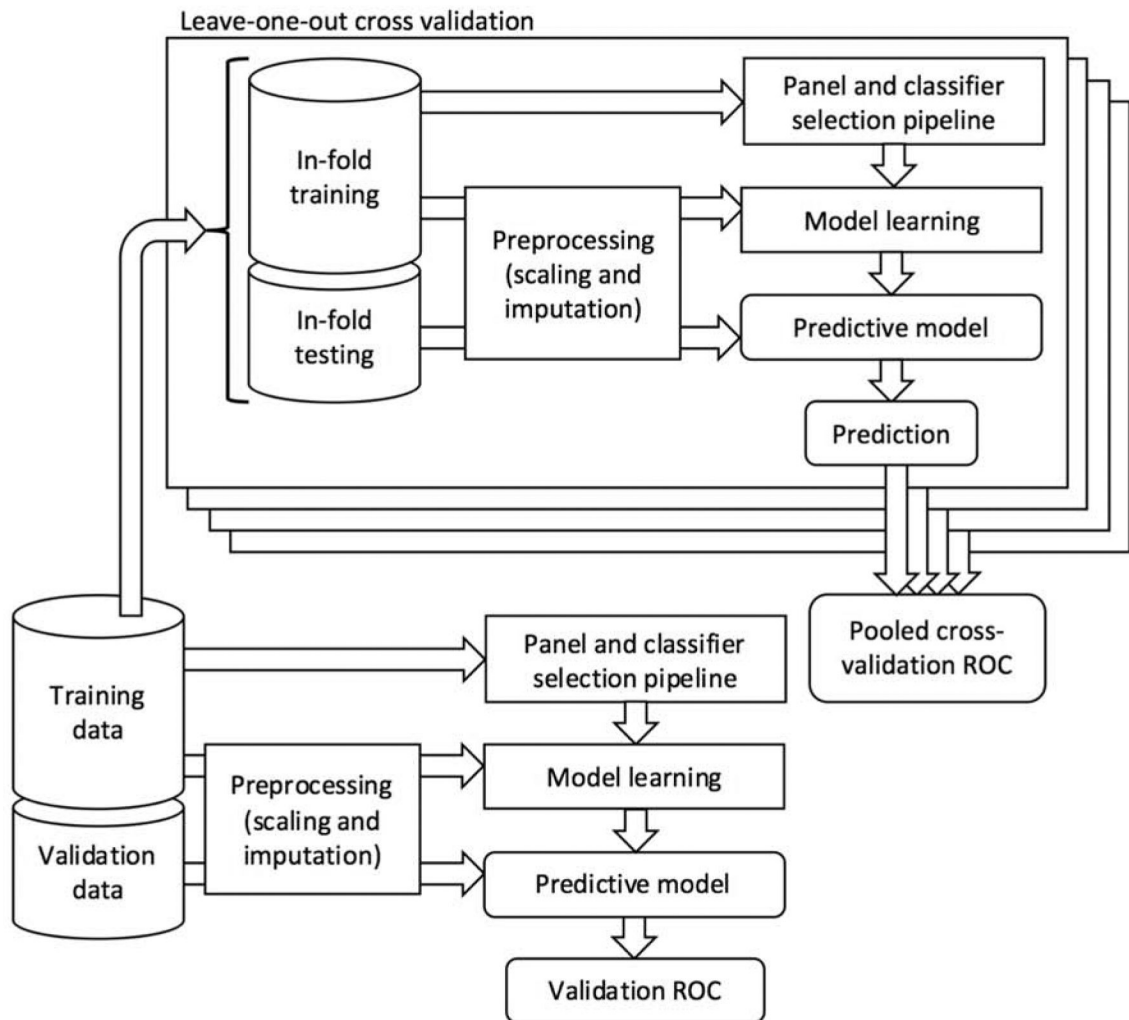 Leave-one-out cross validation
In-fold
training
In-fold
testing
Preprocessing
(scaling and
imputation)
Panel and classifier
selection pipeline
Model learning
Predictive model
Prediction
Pooled cross-
validation ROC
Training
data
Validation
data
Preprocessing
(scaling and
imputation)
Panel and classifier
selection pipeline
Model learning
Predictive model
Validation ROC